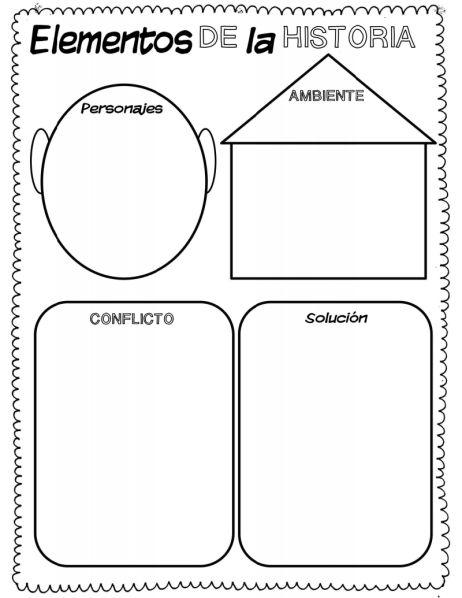 Elementos DE la HISTORIA
Personajes
AMBIENTE
CONFLICTO
Solución